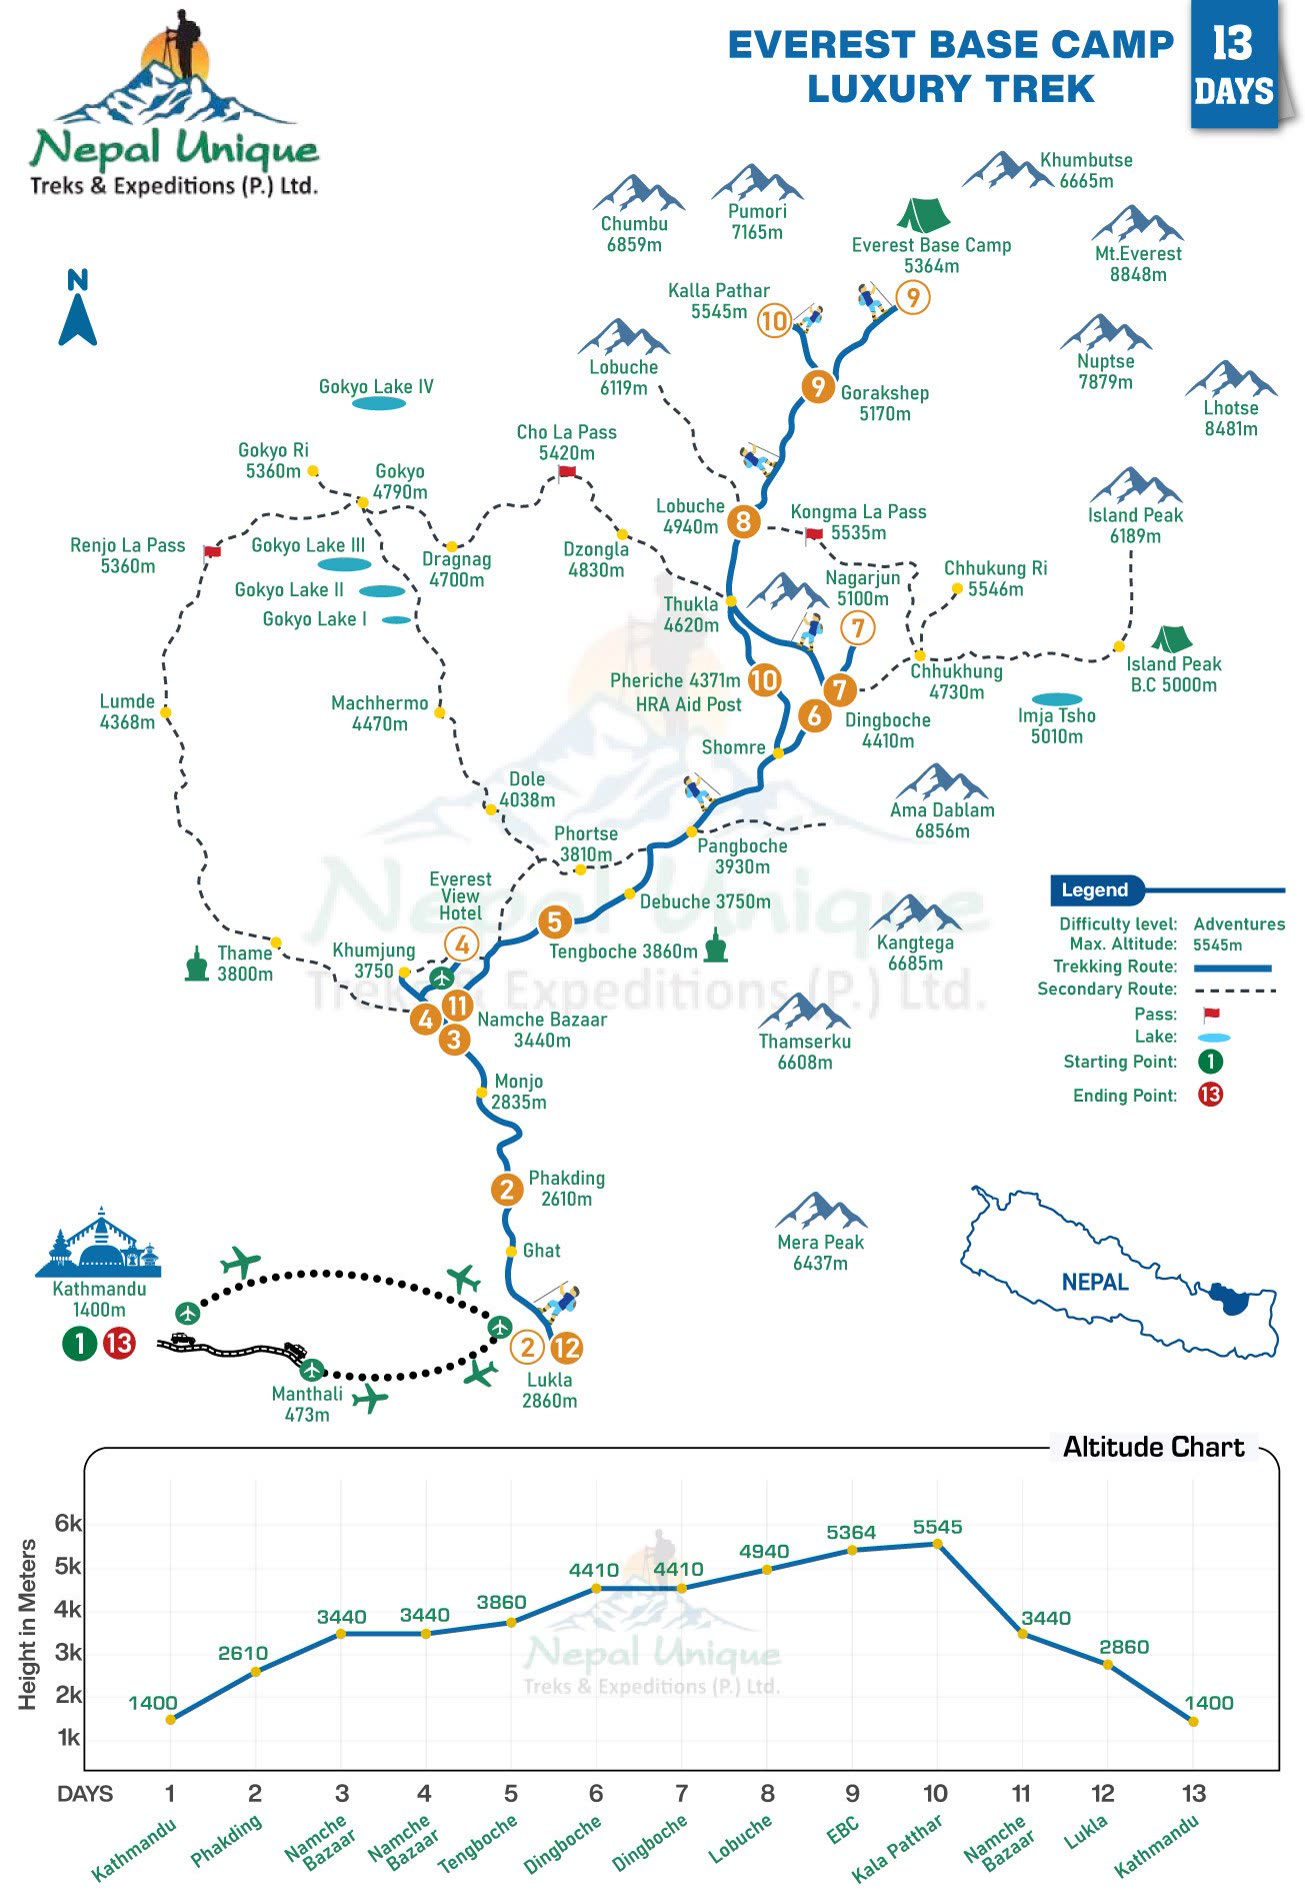 Nepal Unique
Treks & Expeditions (P.) Ltd.
EVEREST BASE CAMP
LUXURY TREK
13
DAYS
N
Khumbutse
6665m
Chumbu
6859m
Pumori
7165m
Everest Base Camp
5364m
Mt.Everest
8848m
Kalla Pathar
5545m
10
9
Lobuche
6119m
Nuptse
7879m
Lhotse
8481m
9
Gorakshep
5170m
Gokyo Lake IV
Gokyo Ri
5360m
Gokyo
4790m
Cho La Pass
5420m
Lobuche
4940m
8
Kongma La Pass
5535m
Island Peak
6189m
Renjo La Pass
5360m
Gokyo Lake III
Gokyo Lake II
Gokyo Lake I
Dragnag
4700m
Dzongla
4830m
Thukla
4620m
Nagarjun
5100m
7
Chhukung Ri
5546m
Chhukhung
4730m
Island Peak
B.C 5000m
Imja Tsho
5010m
Lumde
4368m
Machhermo
4470m
Pheriche 4371m
HRA Aid Post
10
7
6
Dingboche
4410m
Shomre
Dole
4038m
Ama Dablam
6856m
Phortse
3810m
Pangboche
3930m
Debuche 3750m
Everest
View
Hotel
4
5
Tengboche 3860m
Kangtega
6685m
Thame
3800m
Khumjung
3750
4
11
3
Namche Bazaar
3440m
Thamserku
6608m
Monjo
2835m
Phakding
2610m
2
Ghat
Mera Peak
6437m
Nepal Unique
Treks & Expeditions (P.) Ltd.
Legend
Difficulty level: Adventures
Max. Altitude: 5545m
Trekking Route:
Secondary Route:
Pass:
Lake:
Starting Point: 1
Ending Point: 13
NEPAL
Kathmandu
1400m
1 13
Manthali
473m
2 12
Lukla
2860m
Altitude Chart
Height in Meters
6k
5k
4k
3k
2k
1k
1400
2610
3440
3440
3860
4410
4410
4940
5364
5545
3440
2860
1400
Nepal Unique
Treks & Expeditions (P.) Ltd.
DAYS 1 2 3 4 5 6 7 8 9 10 11 12 13
Kathmandu
Phakding
Namche
Bazaar
Namche
Bazaar
Tengboche
Dingboche
Dingboche
Lobuche
EBC
Kala Patthar
Namche
Bazaar
Lukla
Kathmandu